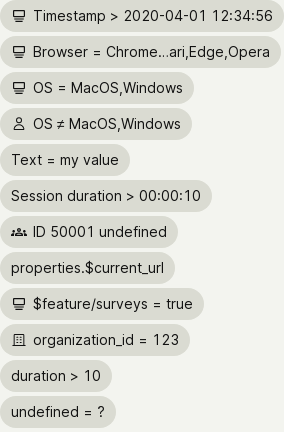 Timestamp > 2020-04-01 12:34:56
Browser = Chrome...ari,Edge,Opera
OS = MacOS,Windows
OS ≠ MacOS,Windows
Text = my value
Session duration > 00:00:10
ID 50001 undefined
properties.$current_url
$feature/surveys = true
organization_id = 123
duration > 10
undefined = ?